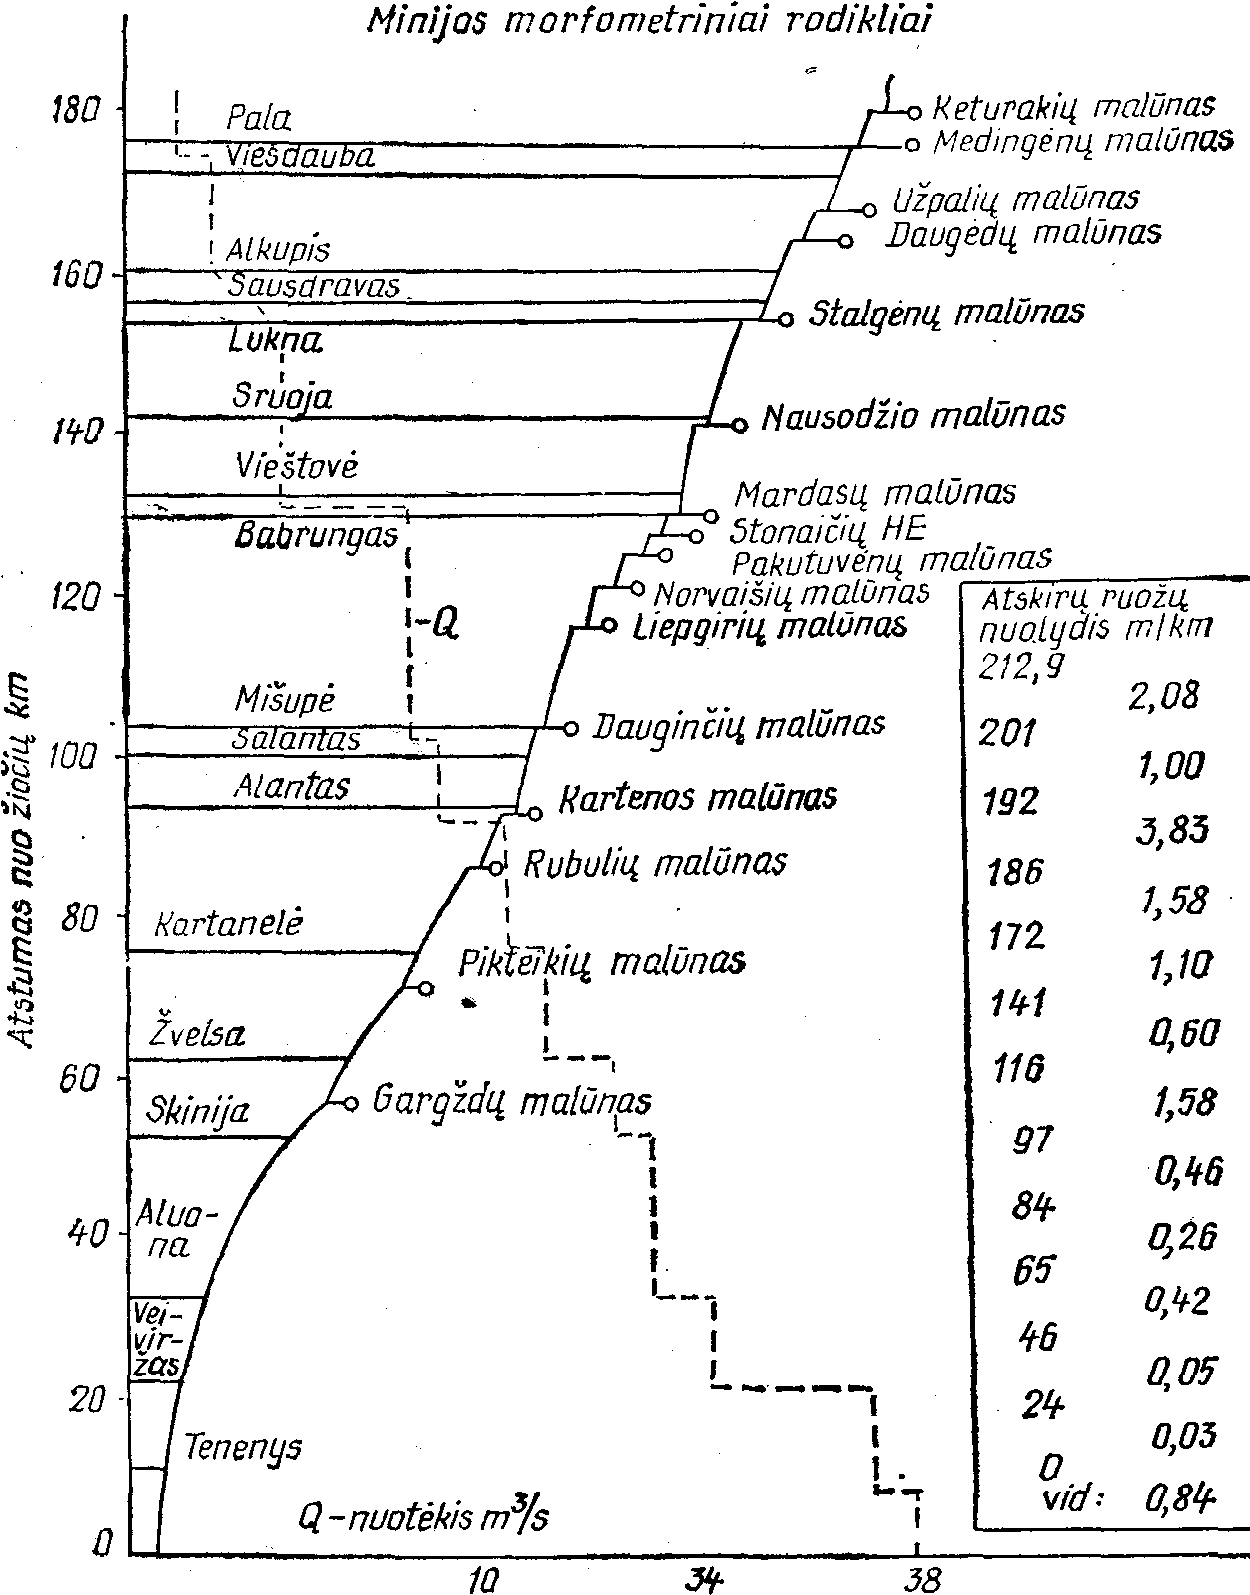 Minijos morfometriniai rodikliai
180
160
140
120
100
80
60
40
20
0
Atstumas nuo žiočių km
Pala
Viešdauba
Alkupis
Sausdravas
Lukna
Sruoja
Vieštovė
Babrungas
Mišupė
Salantas
Alantas
Kartanelė
Žvelsa
Skinija
Aluo-
na
Vei-
vir-
žas
Tenenys
-Q
Keturakių malūnas
Medingėnų malūnas
Užpalių malūnas
Daugėdų malūnas
Stalgėnų malūnas
Nausodžio malūnas
Mardasų malūnas
Stonaičių HE
Pakutuvėnų malūnas
Norvaišių malūnas
Liepgirių malūnas
Dauginčių malūnas
Kartenos malūnas
Rubulių malūnas
Pikteikių malūnas
Gargždų malūnas
Q-nuotėkis m³/s
10 34 38
Atskirų ruožų
nuolydis m/km
212,9
2,08
201
1,00
192
3,83
186
1,58
172
1,10
141
0,60
116
1,58
97
0,46
84
0,26
65
0,42
46
0,05
24
0,03
0
vid: 0,84